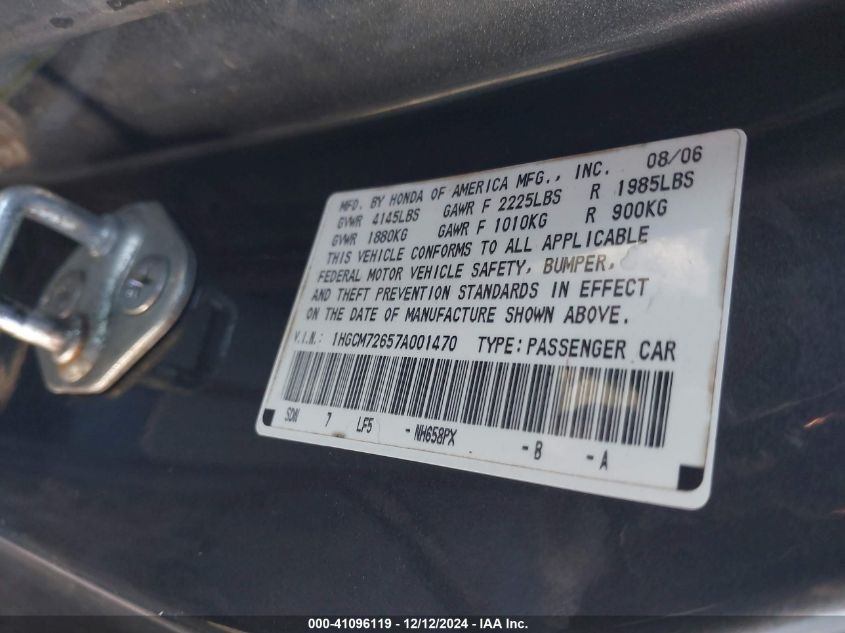 MFD. BY HONDA OF AMERICA MFG., INC. 08/06
GVWR 4145LBS GAWR F 2225LBS R 1985LBS
GVWR 1880KG GAWR F 1010KG R 900KG
THIS VEHICLE CONFORMS TO ALL APPLICABLE
FEDERAL MOTOR VEHICLE SAFETY, BUMPER,
AND THEFT PREVENTION STANDARDS IN EFFECT
ON THE DATE OF MANUFACTURE SHOWN ABOVE.
V.I.N.: 1HGCM72657A001470 TYPE: PASSENGER CAR
SDN 7 LF5 - NH658PX - B - A
000-41096119 - 12/12/2024 - IAA Inc.